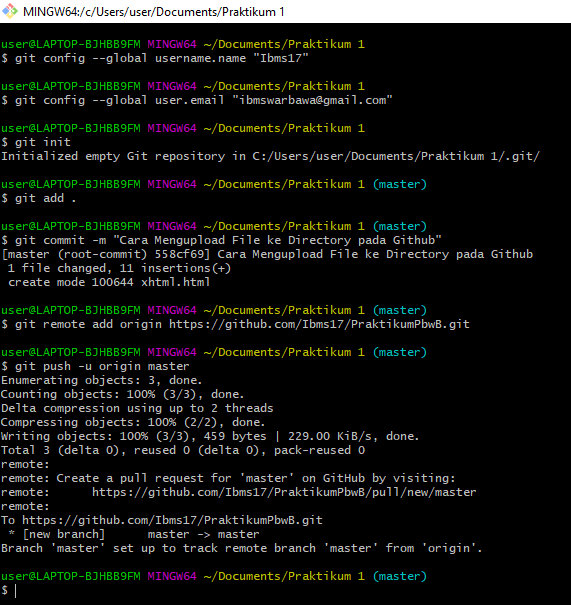 MINGW64:/c/Users/user/Documents/Praktikum 1
user@LAPTOP-BJHBB9FM MINGW64 ~/Documents/Praktikum 1
$ git config --global username.name "Ibms17"
user@LAPTOP-BJHBB9FM MINGW64 ~/Documents/Praktikum 1
$ git config --global user.email "ibmswarbawa@gmail.com"
user@LAPTOP-BJHBB9FM MINGW64 ~/Documents/Praktikum 1
$ git init
Initialized empty Git repository in C:/Users/user/Documents/Praktikum 1/.git/
user@LAPTOP-BJHBB9FM MINGW64 ~/Documents/Praktikum 1 (master)
$ git add .
user@LAPTOP-BJHBB9FM MINGW64 ~/Documents/Praktikum 1 (master)
$ git commit -m "Cara Mengupload File ke Directory pada Github"
[master (root-commit) 558cf69] Cara Mengupload File ke Directory pada Github
 1 file changed, 11 insertions(+)
 create mode 100644 xhtml.html
user@LAPTOP-BJHBB9FM MINGW64 ~/Documents/Praktikum 1 (master)
$ git remote add origin https://github.com/Ibms17/PraktikumPbwB.git
user@LAPTOP-BJHBB9FM MINGW64 ~/Documents/Praktikum 1 (master)
$ git push -u origin master
Enumerating objects: 3, done.
Counting objects: 100% (3/3), done.
Delta compression using up to 2 threads
Compressing objects: 100% (2/2), done.
Writing objects: 100% (3/3), 459 bytes | 229.00 KiB/s, done.
Total 3 (delta 0), reused 0 (delta 0), pack-reused 0
remote:
remote: Create a pull request for 'master' on GitHub by visiting:
remote:      https://github.com/Ibms17/PraktikumPbwB/pull/new/master
remote:
To https://github.com/Ibms17/PraktikumPbwB.git
 * [new branch]      master -> master
Branch 'master' set up to track remote branch 'master' from 'origin'.
user@LAPTOP-BJHBB9FM MINGW64 ~/Documents/Praktikum 1 (master)
$